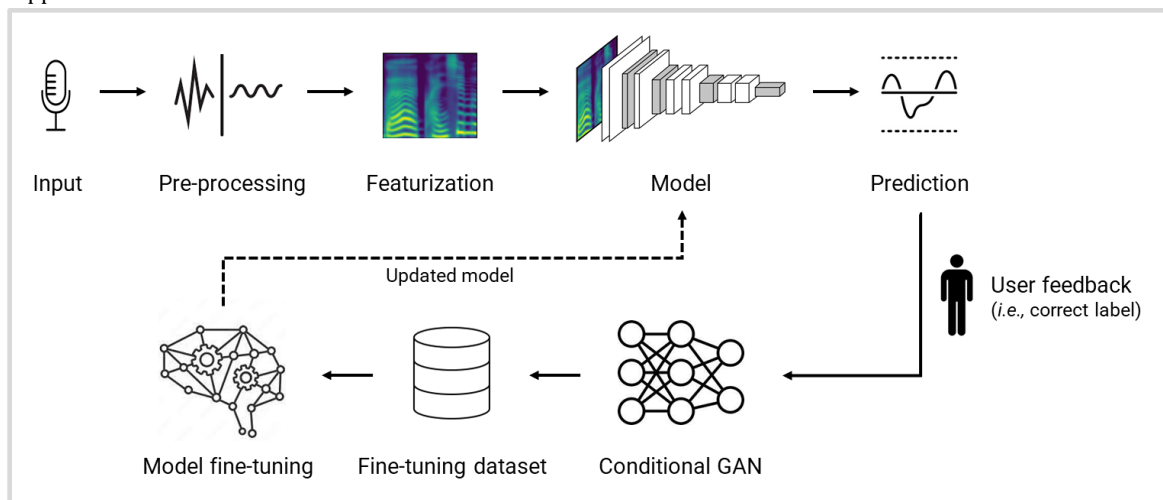 Input
Pre-processing
Featurization
Model
Prediction
Updated model
User feedback
(i.e., correct label)
Model fine-tuning
Fine-tuning dataset
Conditional GAN